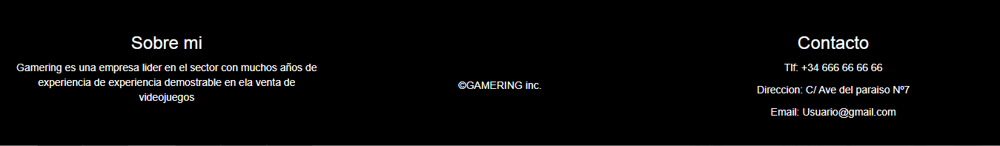 Sobre mi
Gamering es una empresa lider en el sector con muchos años de
experiencia de experiencia demostrable en ela venta de
videojuegos
©GAMERING inc.
Contacto
Tlf: +34 666 66 66 66
Direccion: C/ Ave del paraiso Nº7
Email: Usuario@gmail.com